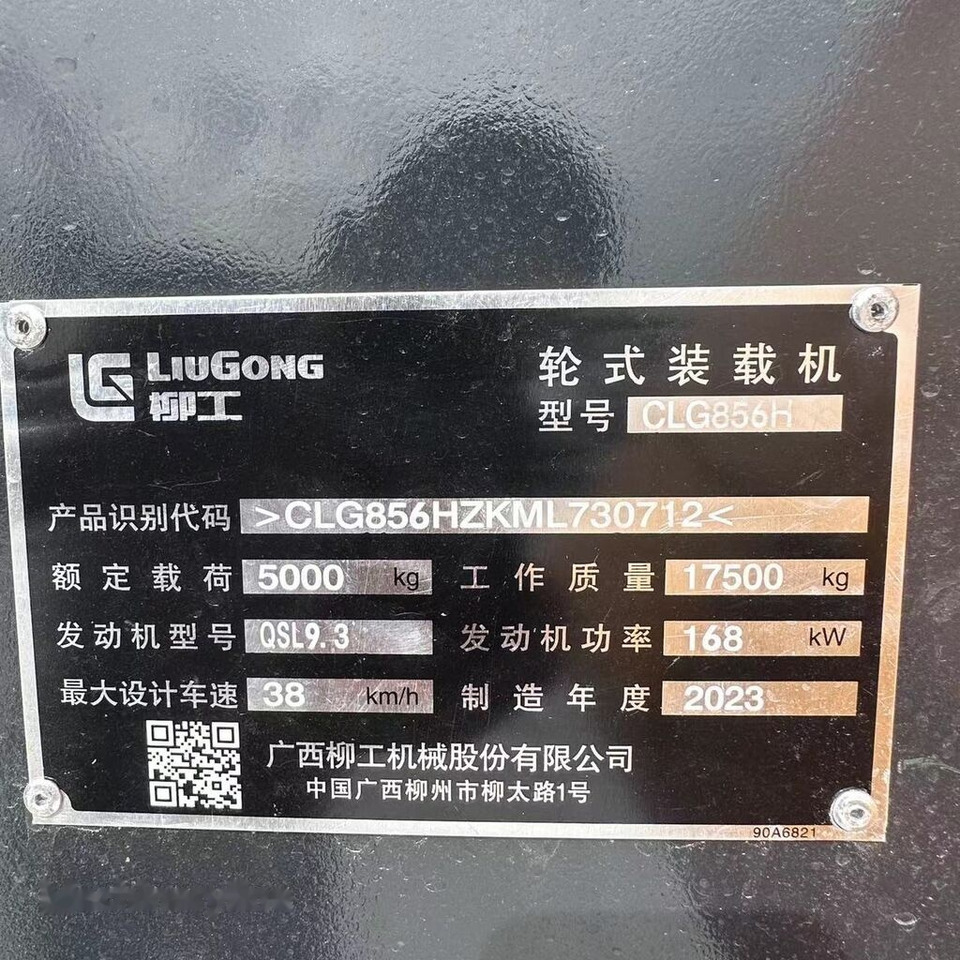 LG LIUGONG
柳工
轮式装载机
型号 CLG856H
产品识别代码 >CLG856HZKML730712<
额定载荷 5000 kg 工作质量 17500 kg
发动机型号 QSL9.3 发动机功率 168 kW
最大设计车速 38 km/h 制造年度 2023
广西柳工机械股份有限公司
中国广西柳州市柳太路1号
90A6821